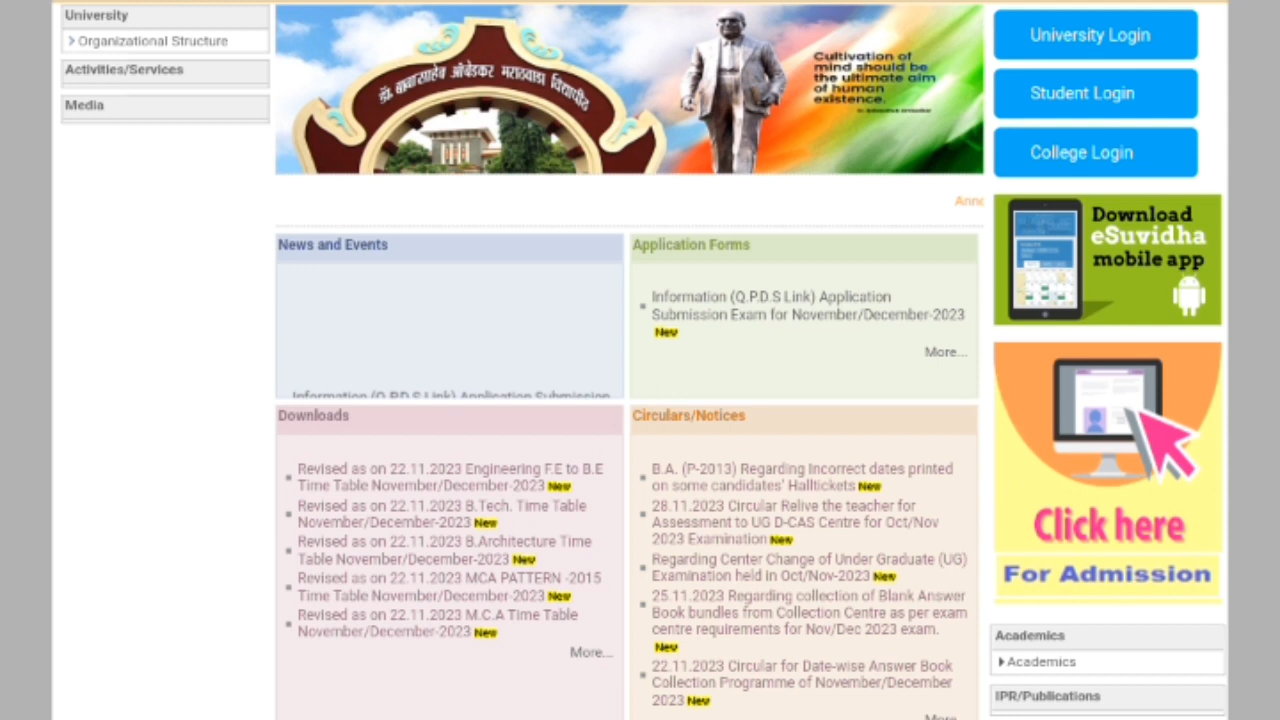 University
Organizational Structure
Activities/Services
Media
डॉ. बाबासाहेब आंबेडकर मराठवाडा विद्यापीठ
Cultivation of
mind should be
the ultimate aim
of human
existence.
University Login
Student Login
College Login
Download
eSuvidha
mobile app
Click here
For Admission
News and Events
Information (Q.P.D.S Link) Application Submission
Application Forms
Information (Q.P.D.S Link) Application
Submission Exam for November/December-2023
New
More...
Downloads
Revised as on 22.11.2023 Engineering F.E to B.E
Time Table November/December-2023 New
Revised as on 22.11.2023 B.Tech. Time Table
November/December-2023 New
Revised as on 22.11.2023 B.Architecture Time
Table November/December-2023 New
Revised as on 22.11.2023 MCA PATTERN -2015
Time Table November/December-2023 New
Revised as on 22.11.2023 M.C.A Time Table
November/December-2023 New
More...
Circulars/Notices
B.A. (P-2013) Regarding Incorrect dates printed
on some candidates' Halltickets New
28.11.2023 Circular Relive the teacher for
Assessment to UG D-CAS Centre for Oct/Nov
2023 Examination New
Regarding Center Change of Under Graduate (UG)
Examination held in Oct/Nov-2023 New
25.11.2023 Regarding collection of Blank Answer
Book bundles from Collection Centre as per exam
centre requirements for Nov/Dec 2023 exam.
New
22.11.2023 Circular for Date-wise Answer Book
Collection Programme of November/December
2023 New
More...
Academics
Academics
IPR/Publications